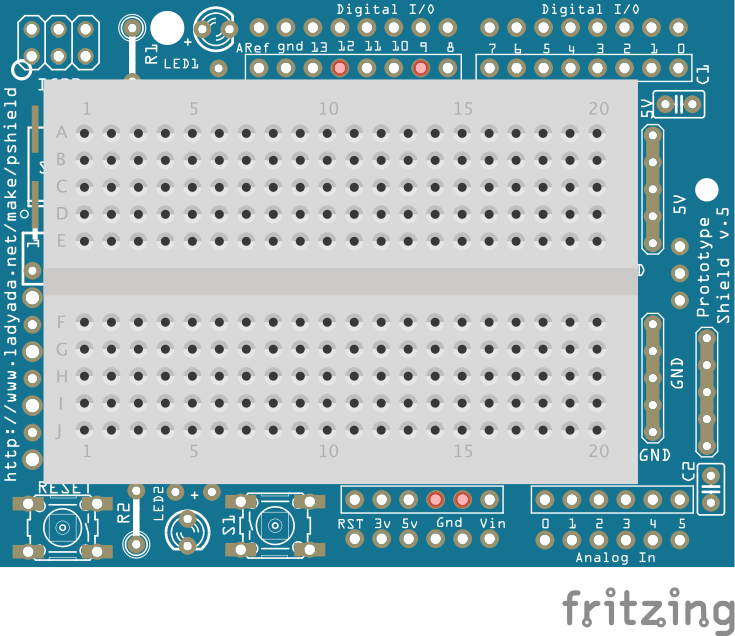 Digital I/O Digital I/O
R1
+
LED1
ARef gnd 13 12 11 10 9 8 7 6 5 4 3 2 1 0
C1
5V
1 5 10 15 20
A
B
C
D
E
F
G
H
I
J
1 5 10 15 20
http://www.ladyada.net/make/pshield
1
5V
Prototype
Shield v.5
GND
GND
C2
RESET
R2
LED2
+
S1
RST 3v 5v Gnd Vin 0 1 2 3 4 5
Analog In
fritzing